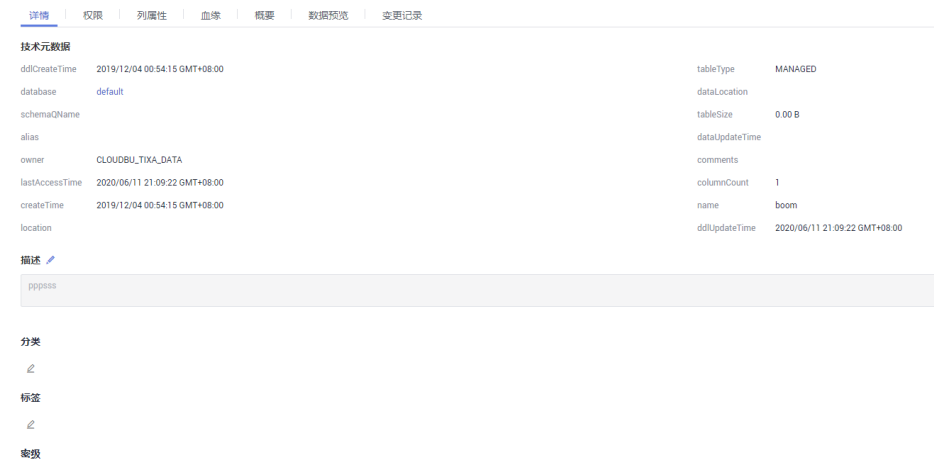 详情 权限 列属性 血缘 概要 数据预览 变更记录
技术元数据
ddlCreateTime 2019/12/04 00:54:15 GMT+08:00 tableType MANAGED
database default dataLocation
schemaQName tableSize 0.00 B
alias dataUpdateTime
owner CLOUDBU_TIXA_DATA comments
lastAccessTime 2020/06/11 21:09:22 GMT+08:00 columnCount 1
createTime 2019/12/04 00:54:15 GMT+08:00 name boom
location ddlUpdateTime 2020/06/11 21:09:22 GMT+08:00
描述
pppsss
分类
标签
密级